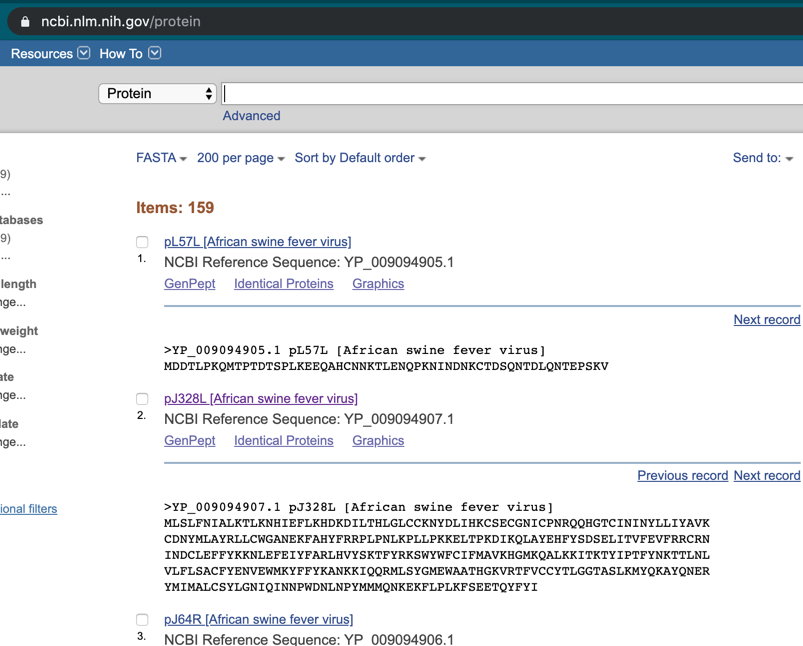 ncbi.nlm.nih.gov/protein
Resources How To
Protein
Advanced
FASTA 200 per page Sort by Default order Send to:
9)
...
tabases
9)
...
length
nge...
weight
nge...
ate
nge...
late
nge...
ional filters
Items: 159
pL57L [African swine fever virus]
1. NCBI Reference Sequence: YP_009094905.1
GenPept Identical Proteins Graphics
Next record
>YP_009094905.1 pL57L [African swine fever virus]
MDDTLPKQMTPTDTSPLKEEQAHCNNKTLENQPKNINDNKCTDSQNTDLQNTEPSKV
pJ328L [African swine fever virus]
2. NCBI Reference Sequence: YP_009094907.1
GenPept Identical Proteins Graphics
Previous record Next record
>YP_009094907.1 pJ328L [African swine fever virus]
MLSLFNIALKTLKNHIEFLKHDKDILTHLGLCCKNYDLIHKCSECGNICPNRQQHGTCININYLLIYAVK
CDNYMLAYRLLCWGANEKFAHYFRRPLPNLKPLLPKKELTPKDIKQLAYEHFYSDSELITVFEVFRRCRN
INDCLEFFYKKNLEFEIYFARLHVYSKTFYRKSWYWFCIFMAVKHGMKQALKKITKTYIPTFYNKTTLNL
VLFLSACFYENVEWMKYFFYKANKKIQQRMLSYGMEWAATHGKVRTFVCCYTLGGTASLKMYQKAYQNER
YMIMALCSYLGNIQINNPWDNLNPYMMMQNKEKFLPLKFSEETQYFYI
pJ64R [African swine fever virus]
3. NCBI Reference Sequence: YP_009094906.1